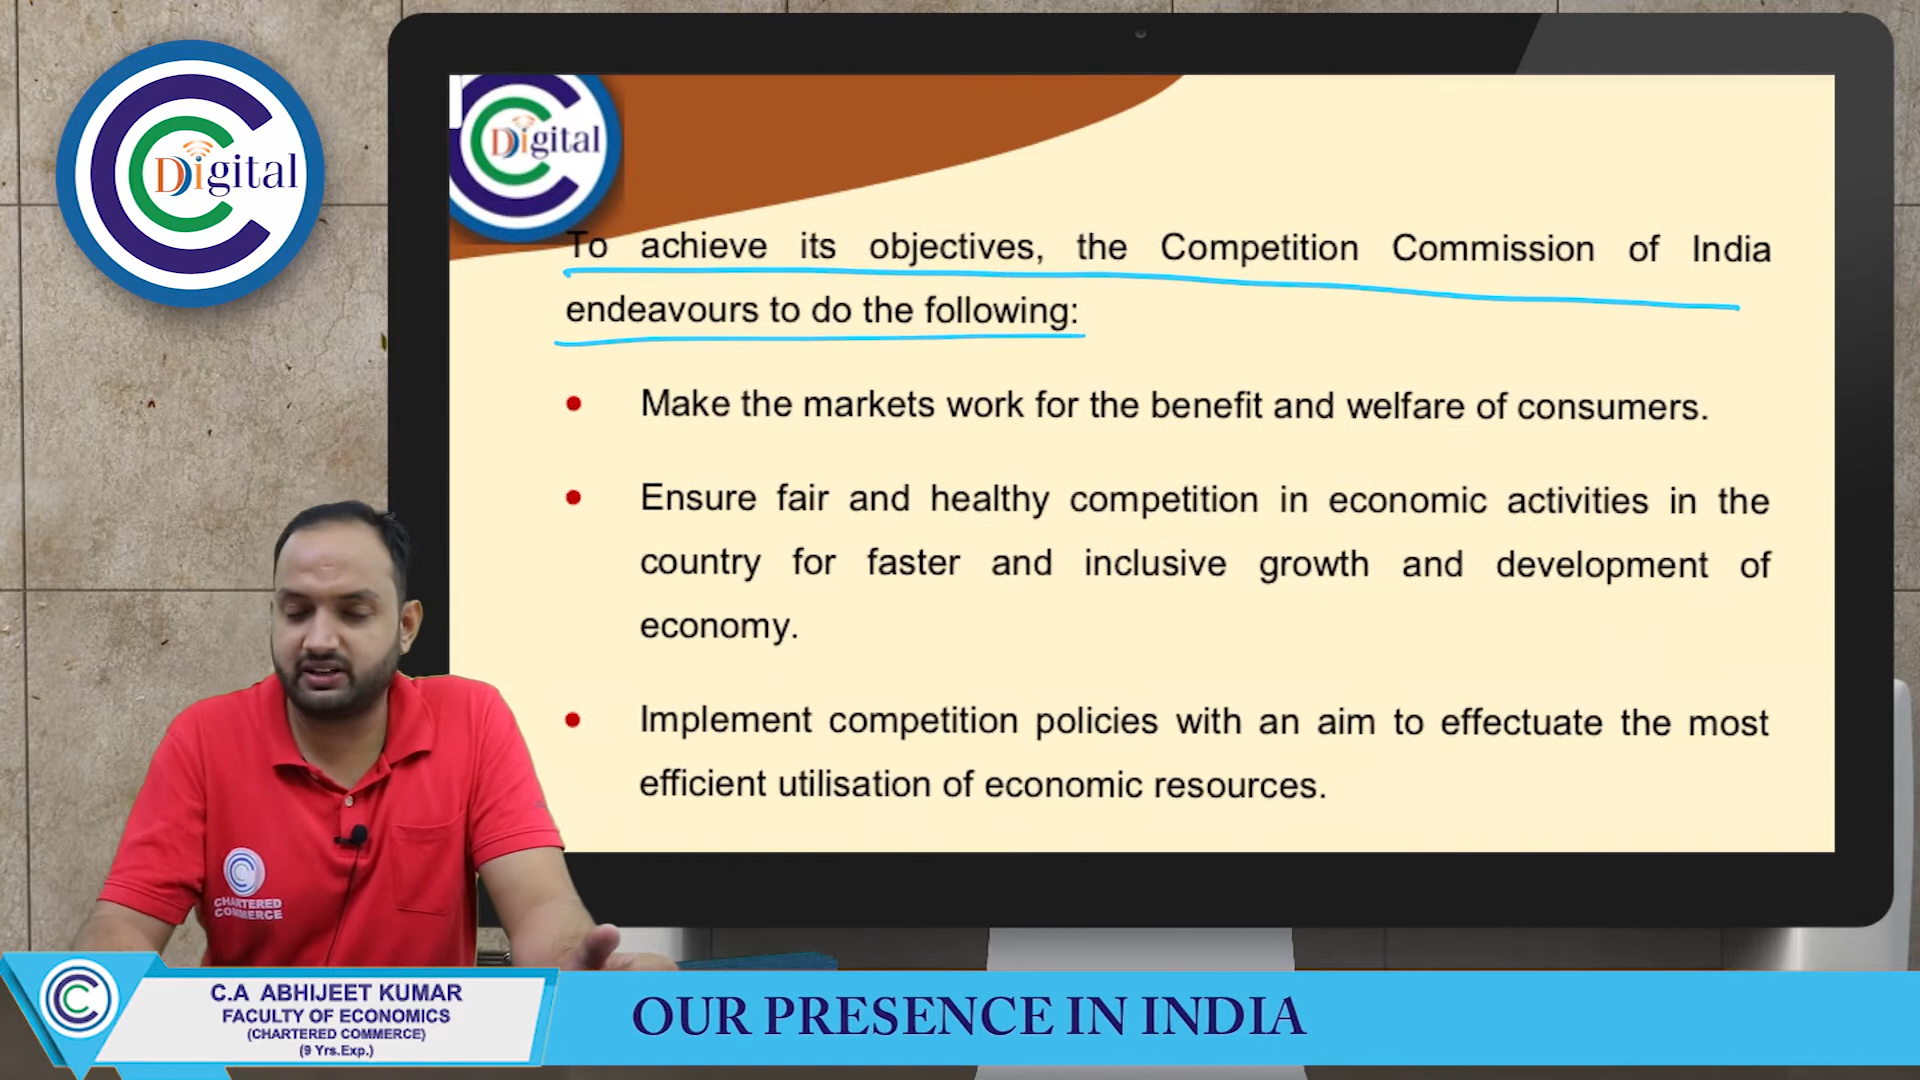 Digital
Digital
To achieve its objectives, the Competition Commission of India
endeavours to do the following:
• Make the markets work for the benefit and welfare of consumers.
• Ensure fair and healthy competition in economic activities in the
country for faster and inclusive growth and development of
economy.
• Implement competition policies with an aim to effectuate the most
efficient utilisation of economic resources.
CHARTERED
COMMERCE
C.A ABHIJEET KUMAR
FACULTY OF ECONOMICS
(CHARTERED COMMERCE)
(9 Yrs.Exp.)
OUR PRESENCE IN INDIA